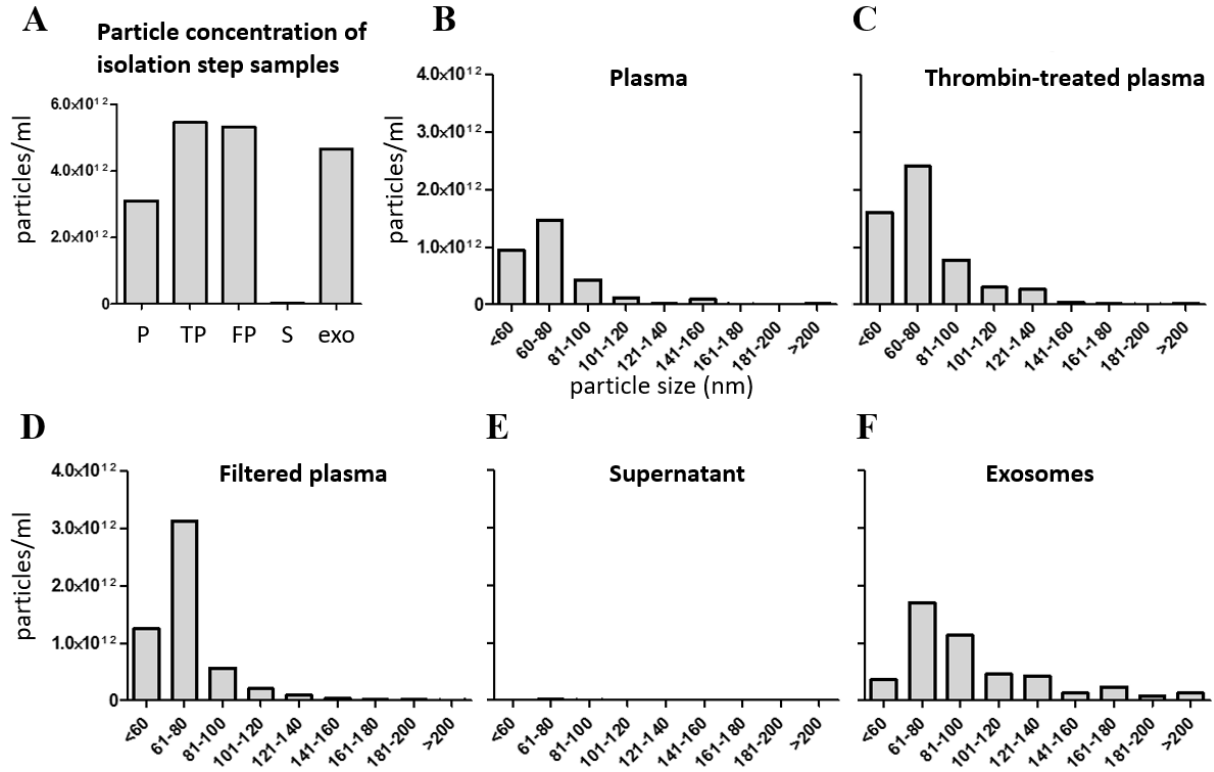 A
Particle concentration of
isolation step samples
particles/ml
6.0x10¹²
4.0x10¹²
2.0x10¹²
0
P TP FP S exo
B
Plasma
particles/ml
4.0x10¹²
3.0x10¹²
2.0x10¹²
1.0x10¹²
0
<60 60-80 81-100 101-120 121-140 141-160 161-180 181-200 >200
particle size (nm)
C
Thrombin-treated plasma
<60 60-80 81-100 101-120 121-140 141-160 161-180 181-200 >200
D
Filtered plasma
particles/ml
4.0x10¹²
3.0x10¹²
2.0x10¹²
1.0x10¹²
0
<60 61-80 81-100 101-120 121-140 141-160 161-180 181-200 >200
E
Supernatant
<60 61-80 81-100 101-120 121-140 141-160 161-180 181-200 >200
F
Exosomes
<60 61-80 81-100 101-120 121-140 141-160 161-180 181-200 >200